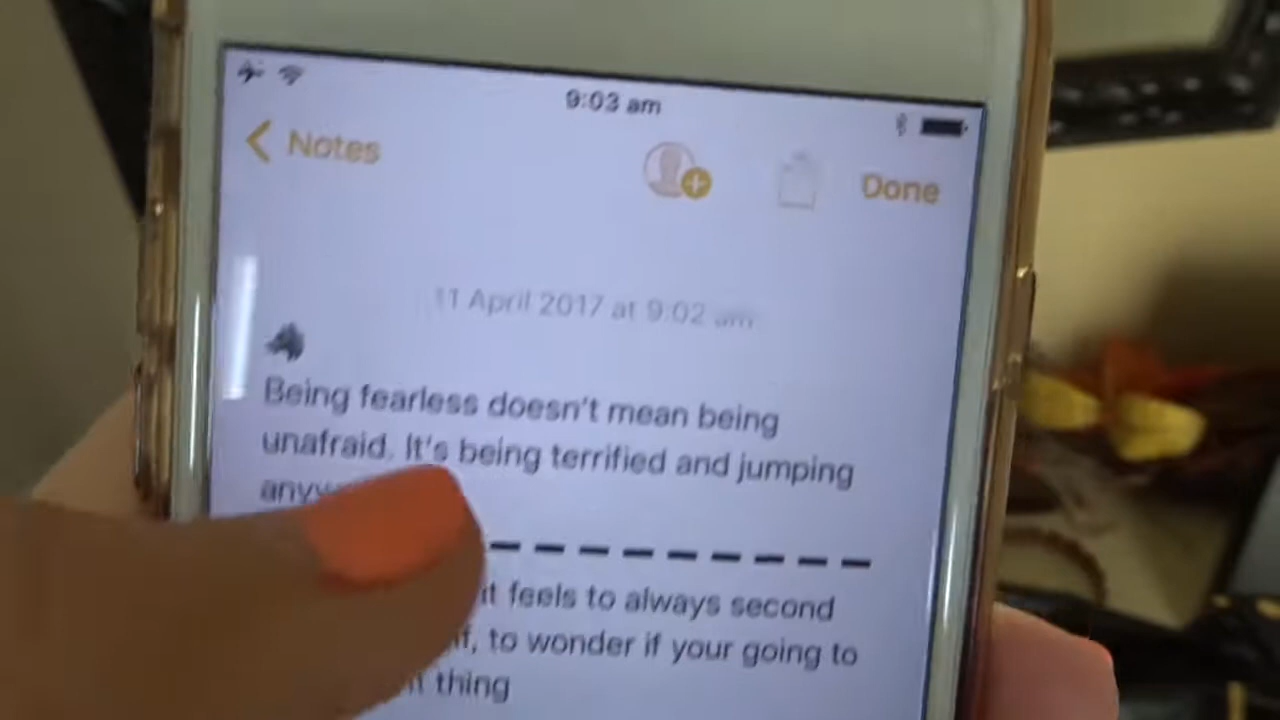 9:03 am
Notes
Done
11 April 2017 at 9:02 am
Being fearless doesn't mean being
unafraid. It's being terrified and jumping
it feels to always second
to wonder if your going to
thing